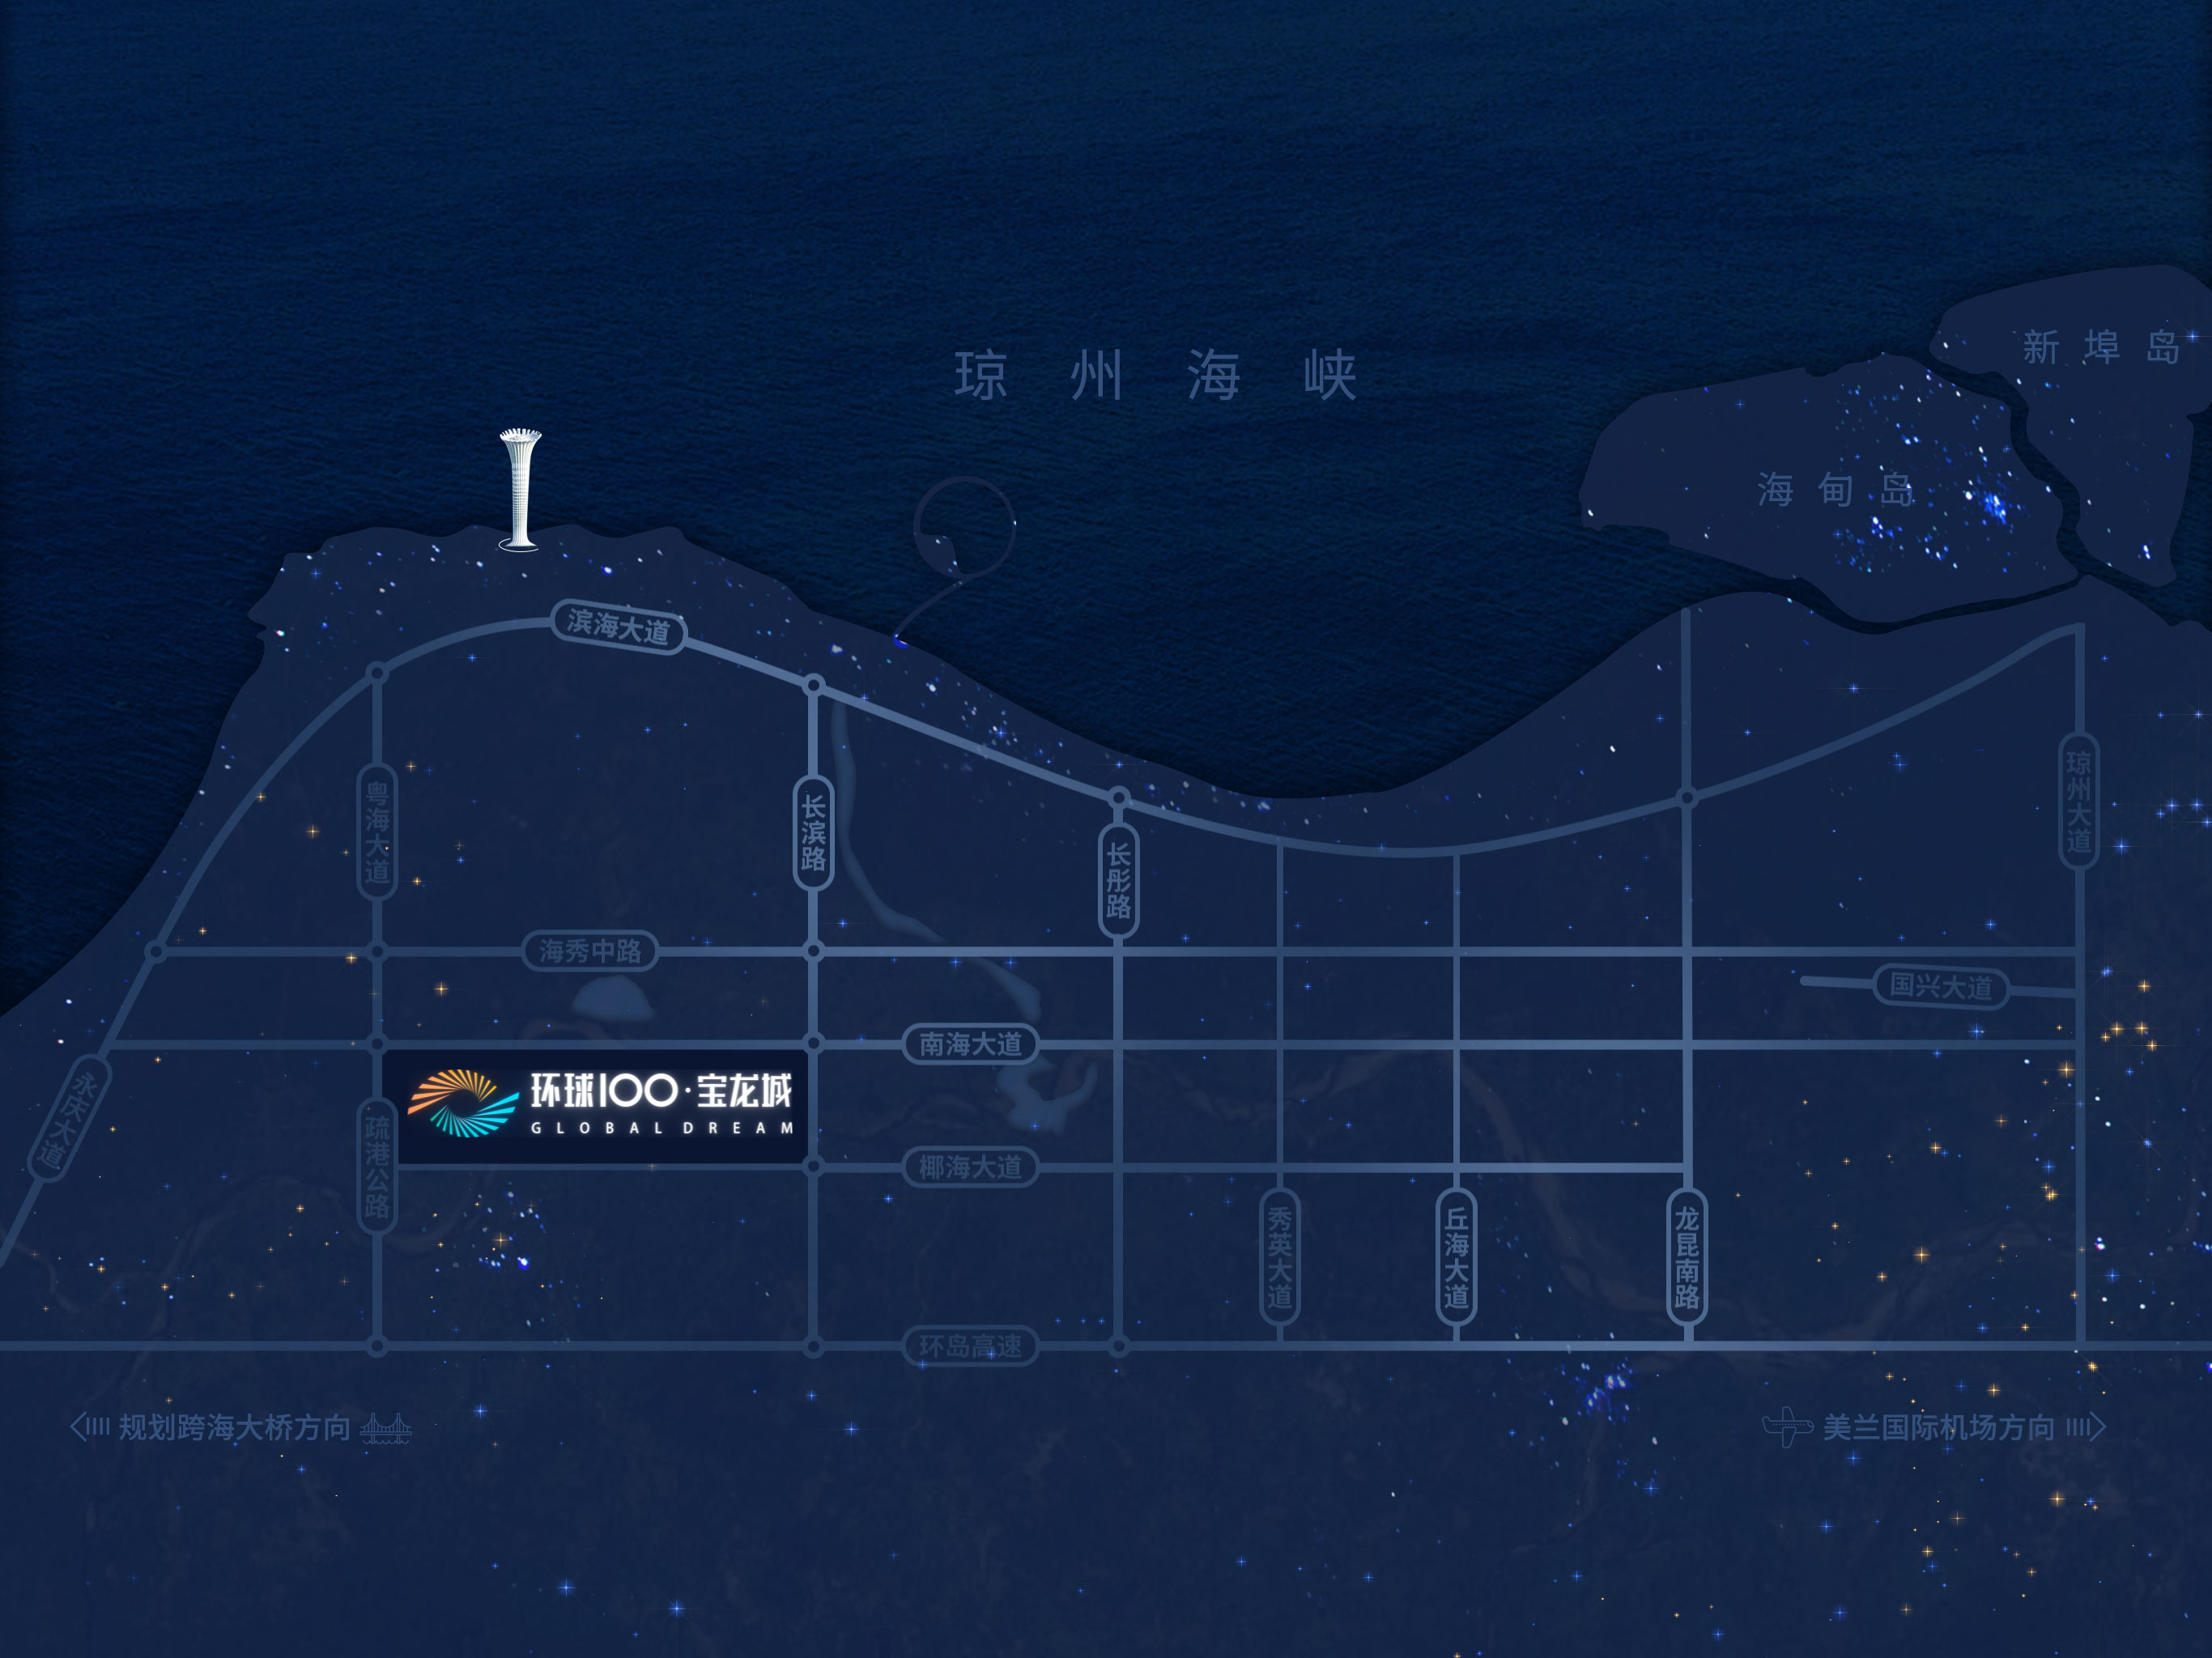 新埠岛
琼州海峡
海甸岛
滨海大道
粤海大道
长滨路
长彤路
琼州大道
海秀中路
国兴大道
南海大道
永庆大道
疏港公路
环球100·宝龙城
GLOBAL DREAM
椰海大道
秀英大道
丘海大道
龙昆南路
环岛高速
规划跨海大桥方向
美兰国际机场方向